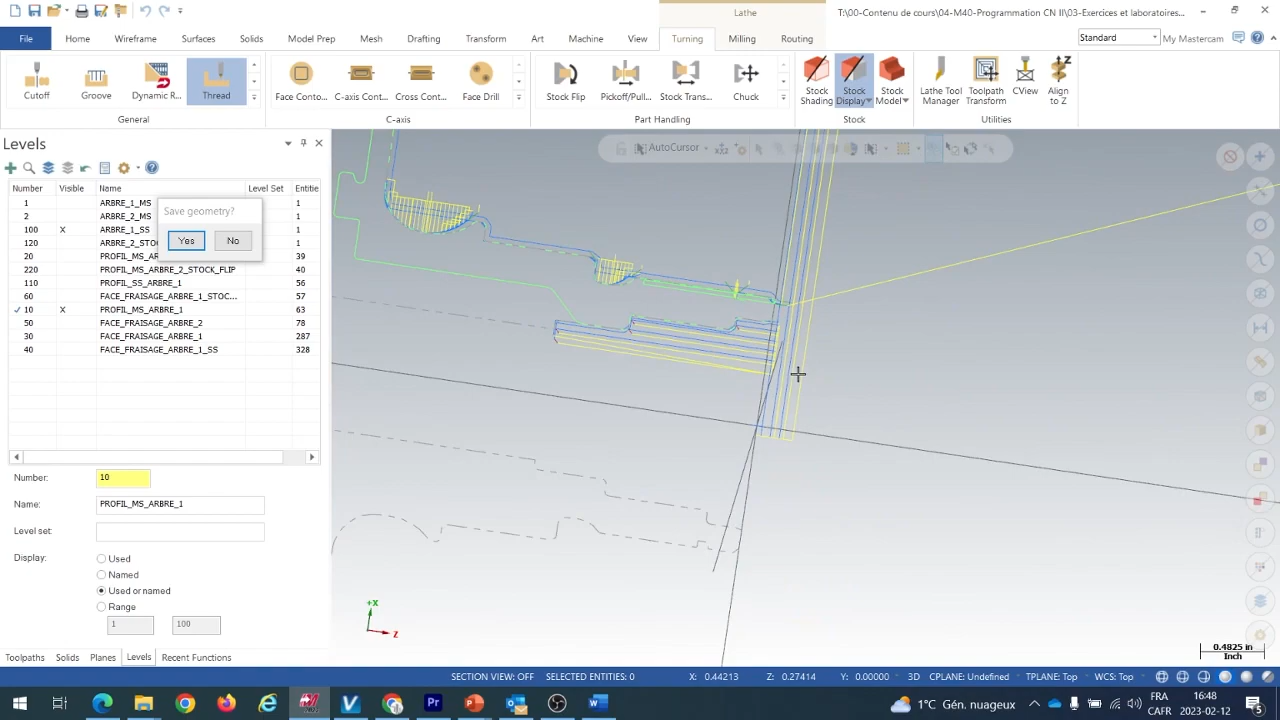 Lathe
T:\00-Contenu de cours\04-M40-Programmation CN II\03-Exercices et laboratoires...
File
Home
Wireframe
Surfaces
Solids
Model Prep
Mesh
Drafting
Transform
Art
Machine
View
Turning
Milling
Routing
Standard
My Mastercam
Cutoff
Groove
Dynamic R...
Thread
Face Conto...
C-axis Cont...
Cross Cont...
Face Drill
Stock Flip
Pickoff/Pull...
Stock Trans...
Chuck
Stock Shading
Stock Display
Stock Model
Lathe Tool Manager
Toolpath Transform
CView
Align to Z
General
C-axis
Part Handling
Stock
Utilities
Levels
AutoCursor
Number
Visible
Name
Level Set
Entitie
1 ARBRE_1_MS 1
2 ARBRE_2_MS 1
100 X ARBRE_1_SS 1
120 ARBRE_2_STO 1
20 PROFIL_MS_A 39
220 PROFIL_MS_ARBRE_2_STOCK_FLIP 40
110 PROFIL_SS_ARBRE_1 56
60 FACE_FRAISAGE_ARBRE_1_STOC... 57
10 X PROFIL_MS_ARBRE_1 63
50 FACE_FRAISAGE_ARBRE_2 78
30 FACE_FRAISAGE_ARBRE_1 287
40 FACE_FRAISAGE_ARBRE_1_SS 328
Save geometry?
Yes
No
Number: 10
Name: PROFIL_MS_ARBRE_1
Level set:
Display:
Used
Named
Used or named
Range
1
100
+X
Z
0.4825 in
Inch
Toolpaths
Solids
Planes
Levels
Recent Functions
SECTION VIEW: OFF
SELECTED ENTITIES: 0
X: 0.44213
Z: 0.27414
Y: 0.00000
3D
CPLANE: Undefined
TPLANE: Top
WCS: Top
1°C Gén. nuageux
FRA
CAFR
16:48
2023-02-12
5